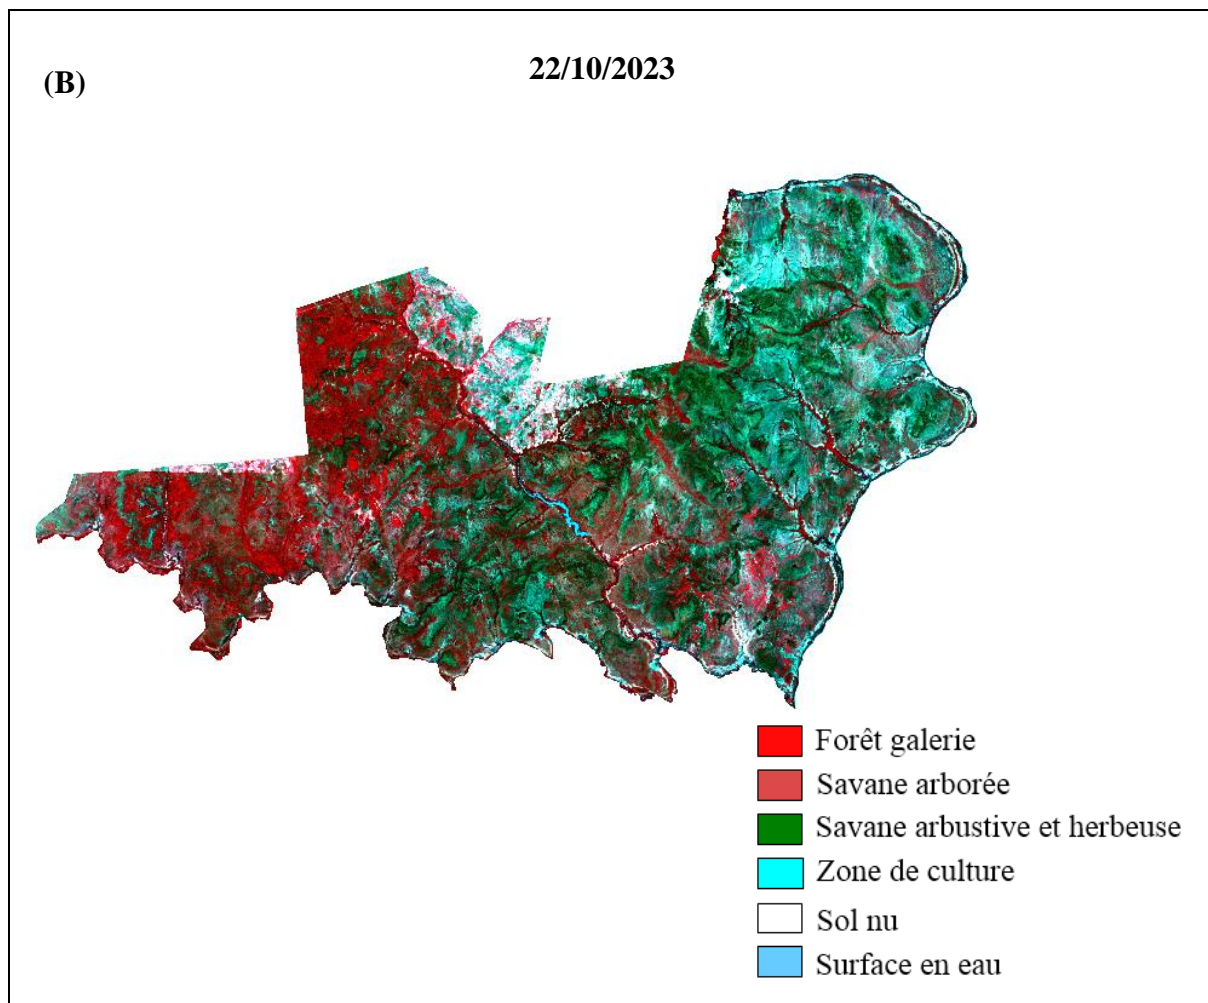 22/10/2023
(B)
Forêt galerie
Savane arborée
Savane arbustive et herbeuse
Zone de culture
Sol nu
Surface en eau